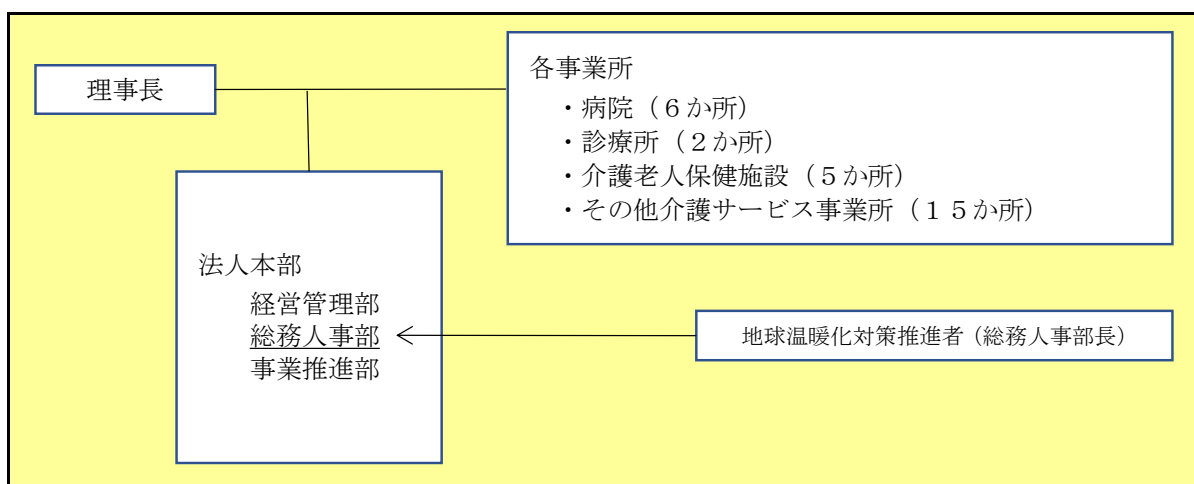 理事長
各事業所
・病院（６か所）
・診療所（２か所）
・介護老人保健施設（５か所）
・その他介護サービス事業所（１５か所）
法人本部
経営管理部
総務人事部
事業推進部
地球温暖化対策推進者（総務人事部長）